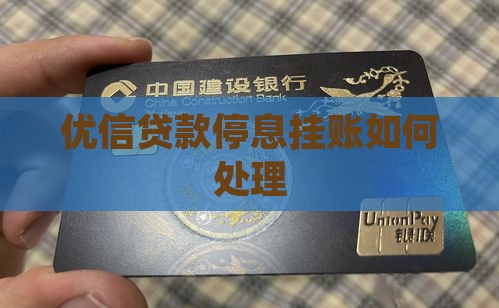 中国建设银行
China Construction Bank
优信贷款停息挂账如何
处理
UnionPay
银联